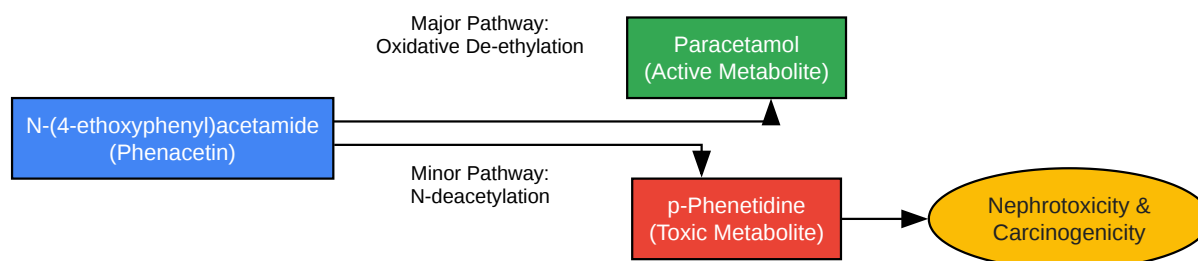 Major Pathway:
Oxidative De-ethylation
Paracetamol
(Active Metabolite)
N-(4-ethoxyphenyl)acetamide
(Phenacetin)
Minor Pathway:
N-deacetylation
p-Phenetidine
(Toxic Metabolite)
Nephrotoxicity &
Carcinogenicity